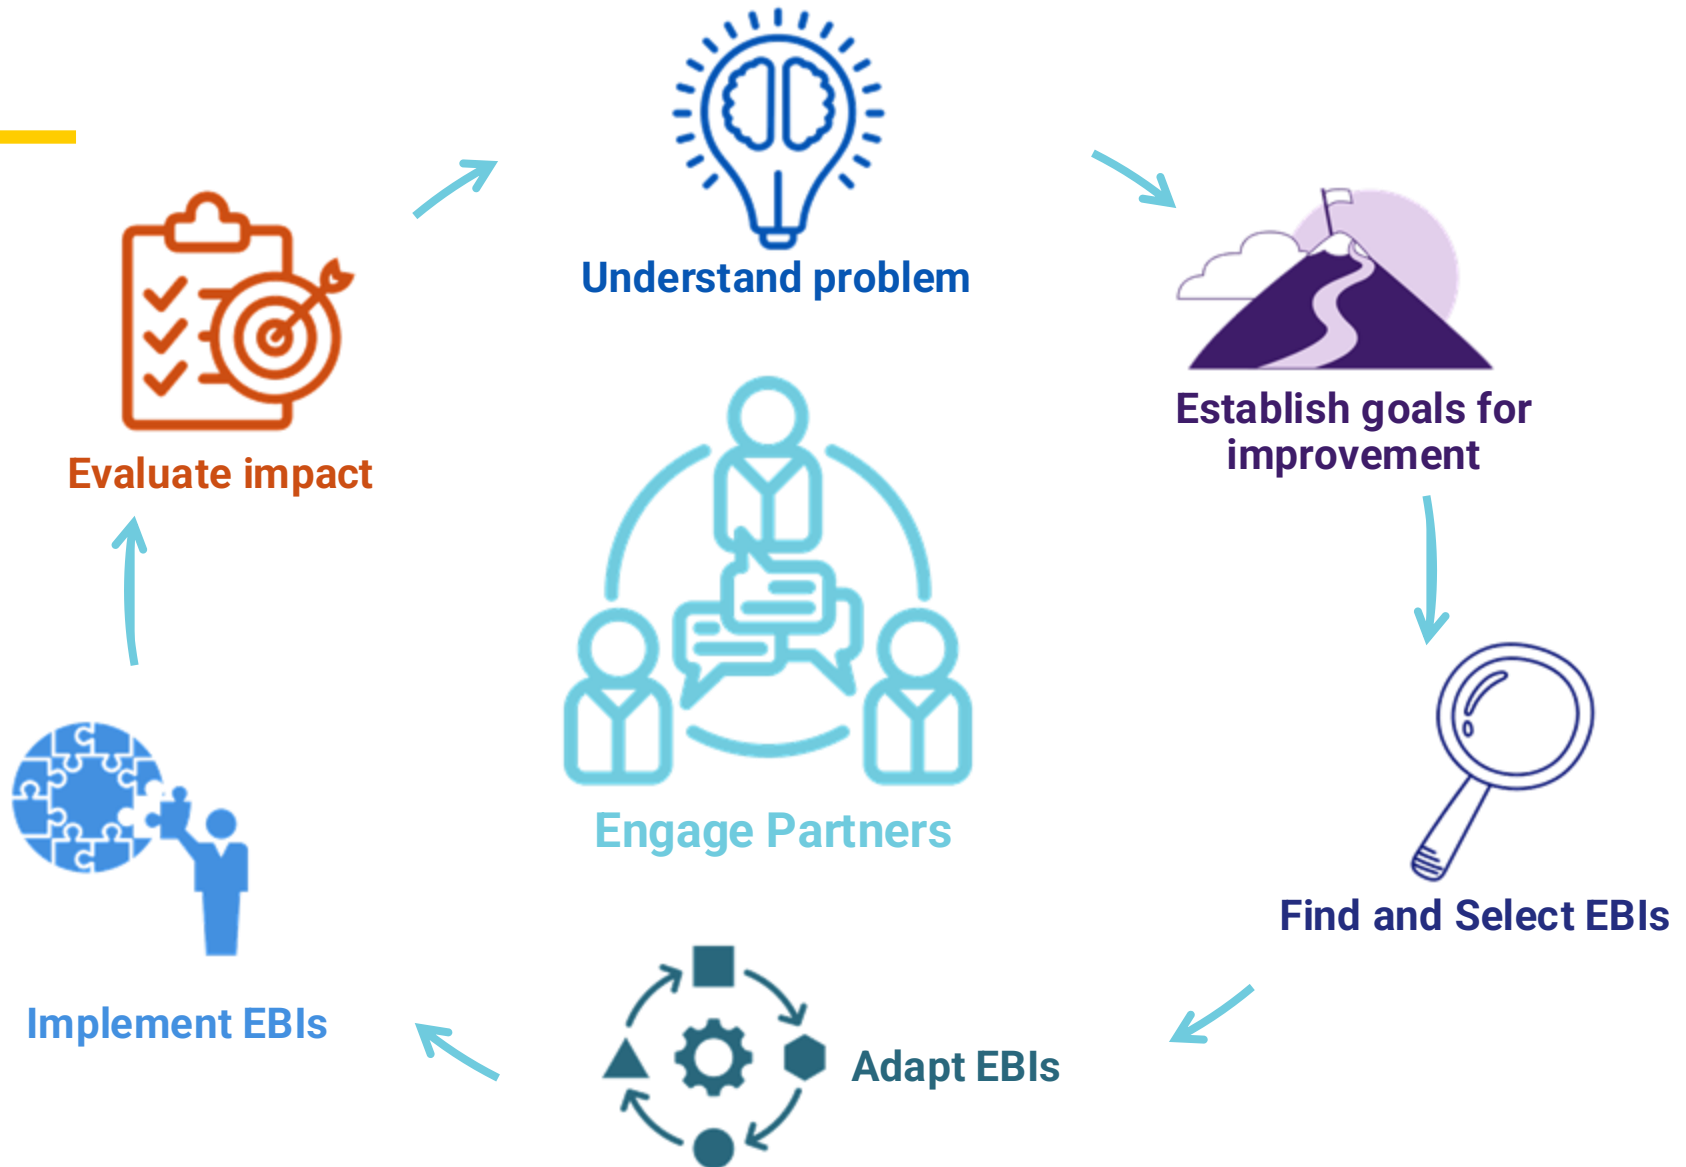 Understand problem
Establish goals for
improvement
Find and Select EBIs
Adapt EBIs
Implement EBIs
Evaluate impact
Engage Partners